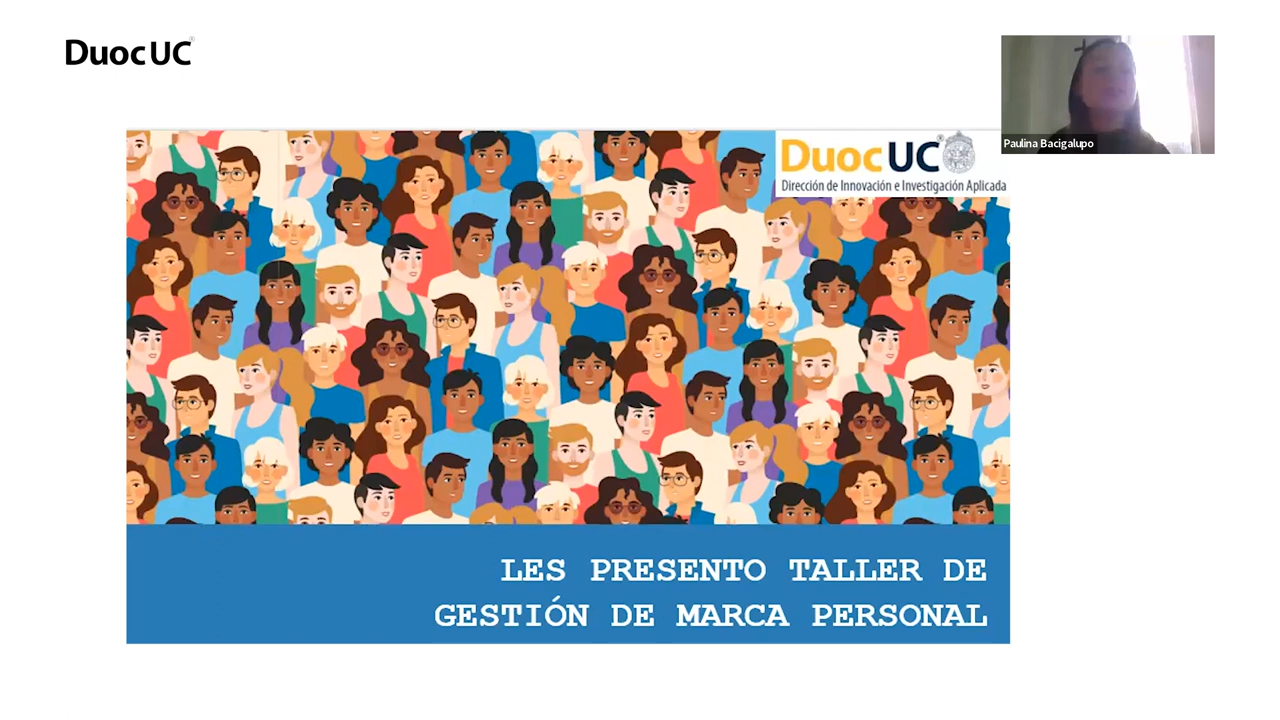 Duoc UC
Paulina Bacigalupo
Duoc UC
Dirección de Innovación e Investigación Aplicada
LES PRESENTO TALLER DE
GESTIÓN DE MARCA PERSONAL